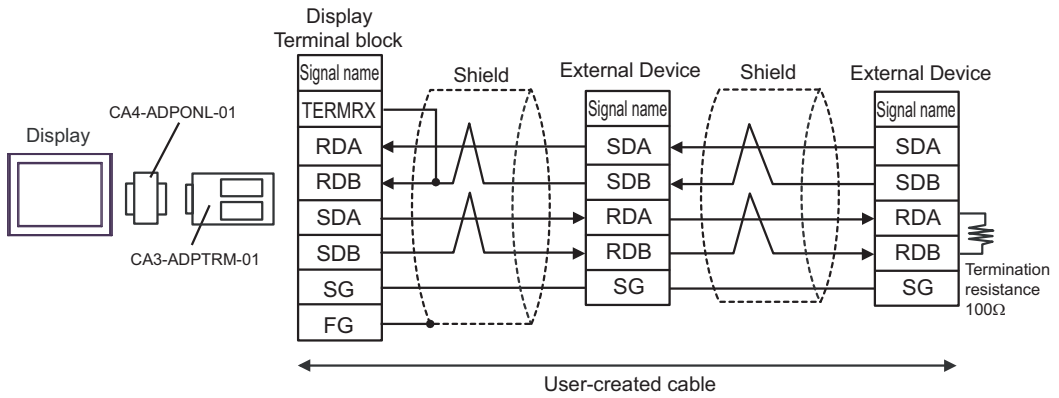 Display
Terminal block
Signal name
TERMRX
RDA
RDB
SDA
SDB
SG
FG
Shield
External Device
Signal name
SDA
SDB
RDA
RDB
SG
Shield
External Device
Signal name
SDA
SDB
RDA
RDB
SG
Termination
resistance
100Ω
Display
CA4-ADPONL-01
CA3-ADPTRM-01
User-created cable